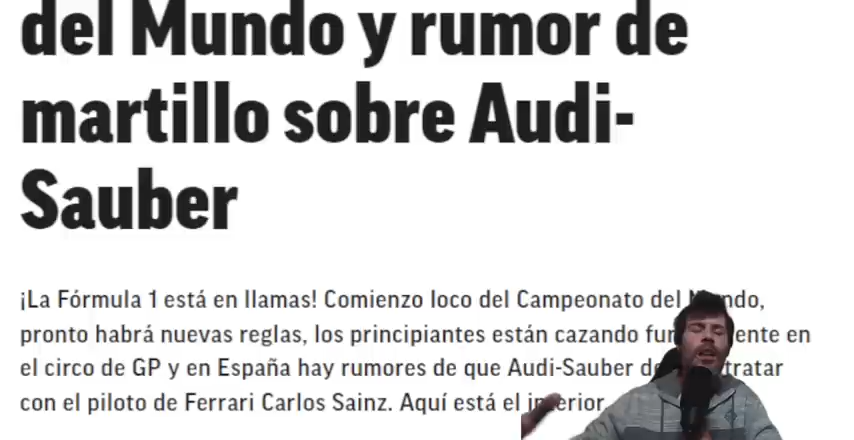 del Mundo y rumor de
martillo sobre Audi-
Sauber
¡La Fórmula 1 está en llamas! Comienzo loco del Campeonato del
pronto habrá nuevas reglas, los principiantes están cazando en
el circo de GP y en España hay rumores de que Audi-Sauber
con el piloto de Ferrari Carlos Sainz. Aquí está el